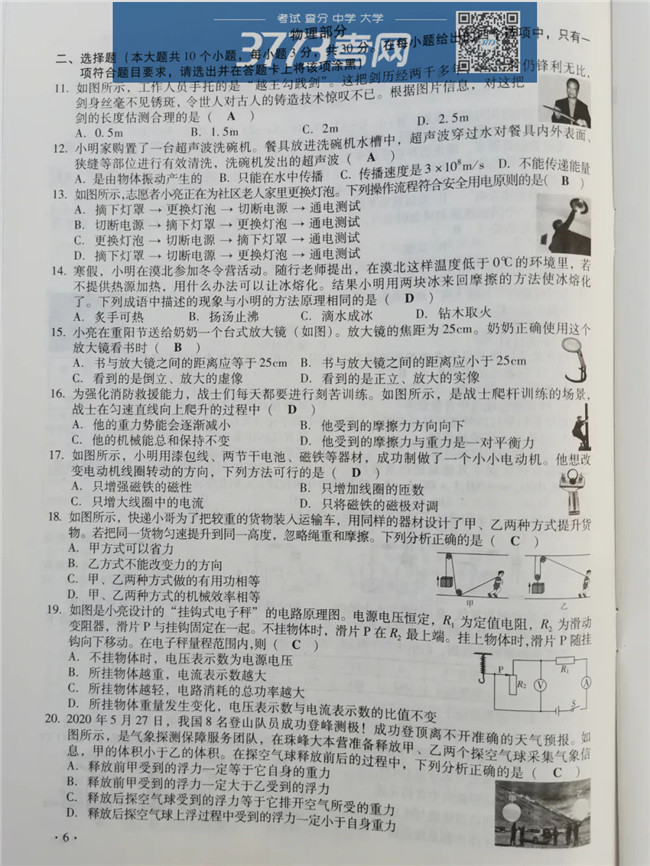 考试 查分 中学 大学
3773考网
物理部分
二、选择题（本大题共10个小题，每小题3分，共30分。在每小题给出的四个选项中，只有一
项符合题目要求，请选出并在答题卡上将该项涂黑）
11. 如图所示，工作人员手托的是“越王勾践剑”。这把剑历经两千多年 仍锋利无比，
剑身丝毫不见锈斑，令世人对古人的铸造技术惊叹不已。根据图片信息，对这把
剑的长度估测合理的是（ A ）
A. 0.5m B. 1.5m C. 2m D. 2.5m
12. 小明家购置了一台超声波洗碗机。餐具放进洗碗机水槽中，超声波穿过水对餐具内外表面、
狭缝等部位进行有效清洗，洗碗机发出的超声波（ A ）
A. 是由物体振动产生的 B. 只能在水中传播 C. 传播速度是3×10⁸m/s D. 不能传递能量
13. 如图所示，志愿者小亮正在为社区老人家里更换灯泡。下列操作流程符合安全用电原则的是（ B ）
A. 摘下灯罩→更换灯泡→切断电源→通电测试
B. 切断电源→摘下灯罩→更换灯泡→通电测试
C. 更换灯泡→切断电源→摘下灯罩→通电测试
D. 摘下灯罩→切断电源→更换灯泡→通电测试
14. 寒假，小明在漠北参加冬令营活动。随行老师提出，在漠北这样温度低于0℃的环境里，若
不提供热源加热，用什么办法可以让冰熔化。结果小明用两块冰来回摩擦的方法使冰熔化
了。下列成语中描述的现象与小明的方法原理相同的是（ D ）
A. 炙手可热 B. 扬汤止沸 C. 滴水成冰 D. 钻木取火
15. 小亮在重阳节送给奶奶一个台式放大镜（如图）。放大镜的焦距为25cm。奶奶正确使用这个
放大镜看书时（ B ）
A. 书与放大镜之间的距离应等于25cm B. 书与放大镜之间的距离应小于25cm
C. 看到的是倒立、放大的虚像 D. 看到的是正立、放大的实像
16. 为强化消防救援能力，战士们每天都要进行刻苦训练。如图所示，是战士爬杆训练的场景，
战士在匀速直线向上爬升的过程中（ D ）
A. 他的重力势能会逐渐减小 B. 他受到的摩擦力方向向下
C. 他的机械能总和保持不变 D. 他受到的摩擦力与重力是一对平衡力
17. 如图所示，小明用漆包线、两节干电池、磁铁等器材，成功制做了一个小小电动机。他想改
变电动机线圈转动的方向，下列方法可行的是（ D ）
A. 只增强磁铁的磁性 B. 只增加线圈的匝数
C. 只增大线圈中的电流 D. 只将磁铁的磁极对调
18. 如图所示，快递小哥为了把较重的货物装入运输车，用同样的器材设计了甲、乙两种方式提升货
物。若把同一货物匀速提升到同一高度，忽略绳重和摩擦。下列分析正确的是（ C ）
A. 甲方式可以省力
B. 乙方式不能改变力的方向
C. 甲、乙两种方式做的有用功相等
D. 甲、乙两种方式的机械效率相等
甲 乙
19. 如图是小亮设计的“挂钩式电子秤”的电路原理图。电源电压恒定，R₁为定值电阻，R₂为滑动
变阻器，滑片P与挂钩固定在一起。不挂物体时，滑片P在R₂最上端。挂上物体时，滑片P随挂
钩向下移动。在电子秤量程范围内，则（ C ）
A. 不挂物体时，电压表示数为电源电压
B. 所挂物体越重，电流表示数越大
C. 所挂物体越轻，电路消耗的总功率越大
D. 所挂物体重量发生变化，电压表示数与电流表示数的比值不变
P R₂ V R₁ A S
20. 2020年5月27日，我国8名登山队员成功登峰测极！成功登顶离不开准确的天气预报。如
图所示，是气象探测保障服务团队，在珠峰大本营准备释放甲、乙两个探空气球采集气象信
息，甲的体积小于乙的体积。在探空气球释放前后的过程中，下列分析正确的是（ C ）
A. 释放前甲受到的浮力一定等于它自身的重力
B. 释放前甲受到的浮力一定大于乙受到的浮力
C. 释放后探空气球受到的浮力等于它排开空气所受的重力
D. 释放后探空气球上浮过程中受到的浮力一定小于自身重力
·6·